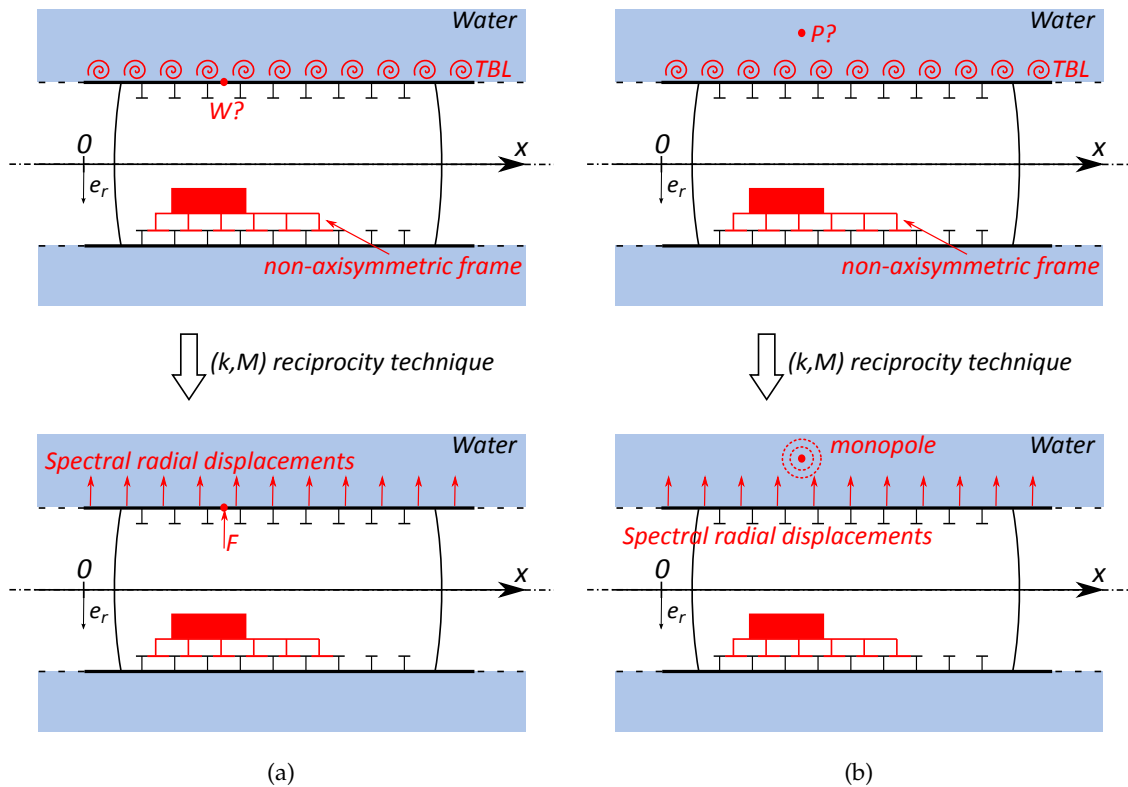 Water
TBL
W?
0
x
e_r
non-axisymmetric frame
(k,M) reciprocity technique
Water
Spectral radial displacements
F
0
x
e_r
(a)
Water
P?
TBL
0
x
e_r
non-axisymmetric frame
(k,M) reciprocity technique
Water
monopole
Spectral radial displacements
0
x
e_r
(b)